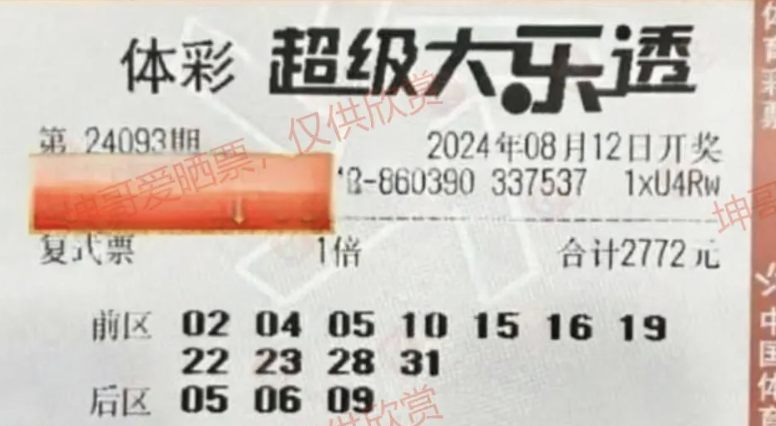 体彩 超级大乐透
第 24093期 2024年08月12日开奖
-860390 337537 1xU4Rw
复式票 1倍 合计2772元
前区 02 04 05 10 15 16 19
22 23 28 31
后区 05 06 09
坤哥爱晒票,仅供欣赏
坤哥
仅供欣赏
中国体育